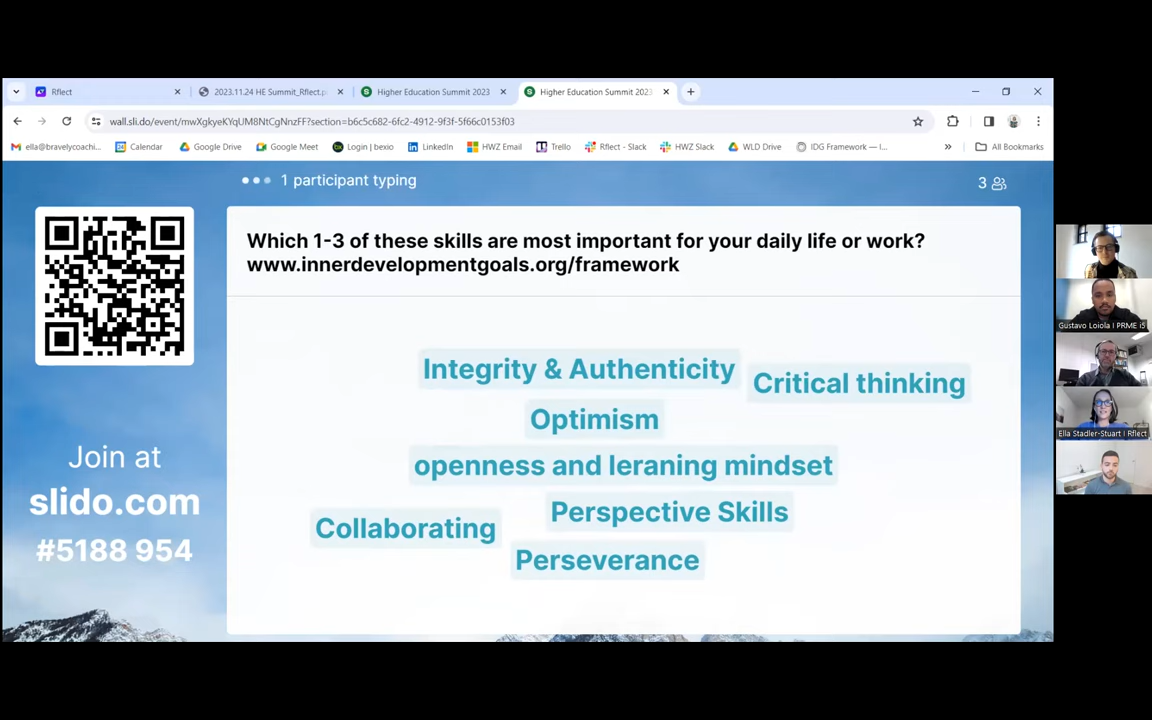 Rflect
2023.11.24 HE Summit_Rflect.p
Higher Education Summit 2023
Higher Education Summit 2023
wall.sli.do/event/mwXgkyeKYqUM8NtCgNnzFF?section=b6c5c682-6fc2-4912-9f3f-5f66c0153f03
ella@bravelycoachi... Calendar Google Drive Google Meet Login | bexio LinkedIn HWZ Email Trello Rflect - Slack HWZ Slack WLD Drive IDG Framework — I... » All Bookmarks
1 participant typing
3
Which 1-3 of these skills are most important for your daily life or work?
www.innerdevelopmentgoals.org/framework
Integrity & Authenticity
Critical thinking
Optimism
openness and leraning mindset
Perspective Skills
Collaborating
Perseverance
Join at
slido.com
#5188 954
Gustavo Loiola | PRME i5
Ella Stadler-Stuart | Rflect